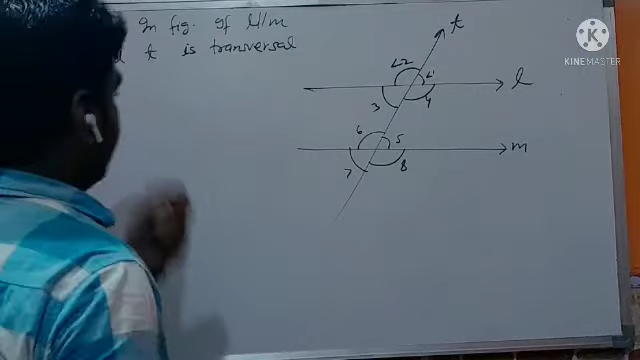 In fig. if l//m
t is transversal
t
∠2
∠1
l
3
4
6
5
m
7
8
KINEMASTER